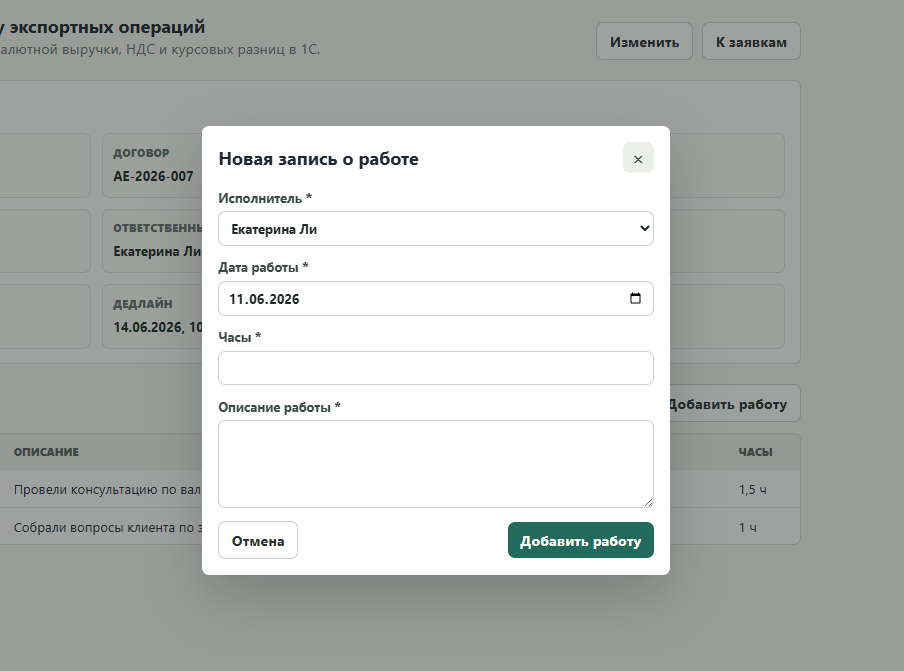 у экспортных операций
алютной выручки, НДС и курсовых разниц в 1С.
Изменить
К заявкам
ДОГОВОР
AE-2026-007
ОТВЕТСТВЕННЫ
Екатерина Ли
ДЕДЛАЙН
14.06.2026, 10
Новая запись о работе
×
Исполнитель *
Екатерина Ли
Дата работы *
11.06.2026
Часы *
Описание работы *
Отмена
Добавить работу
Добавить работу
ОПИСАНИЕ
ЧАСЫ
Провели консультацию по вал
1,5 ч
Собрали вопросы клиента по э
1 ч